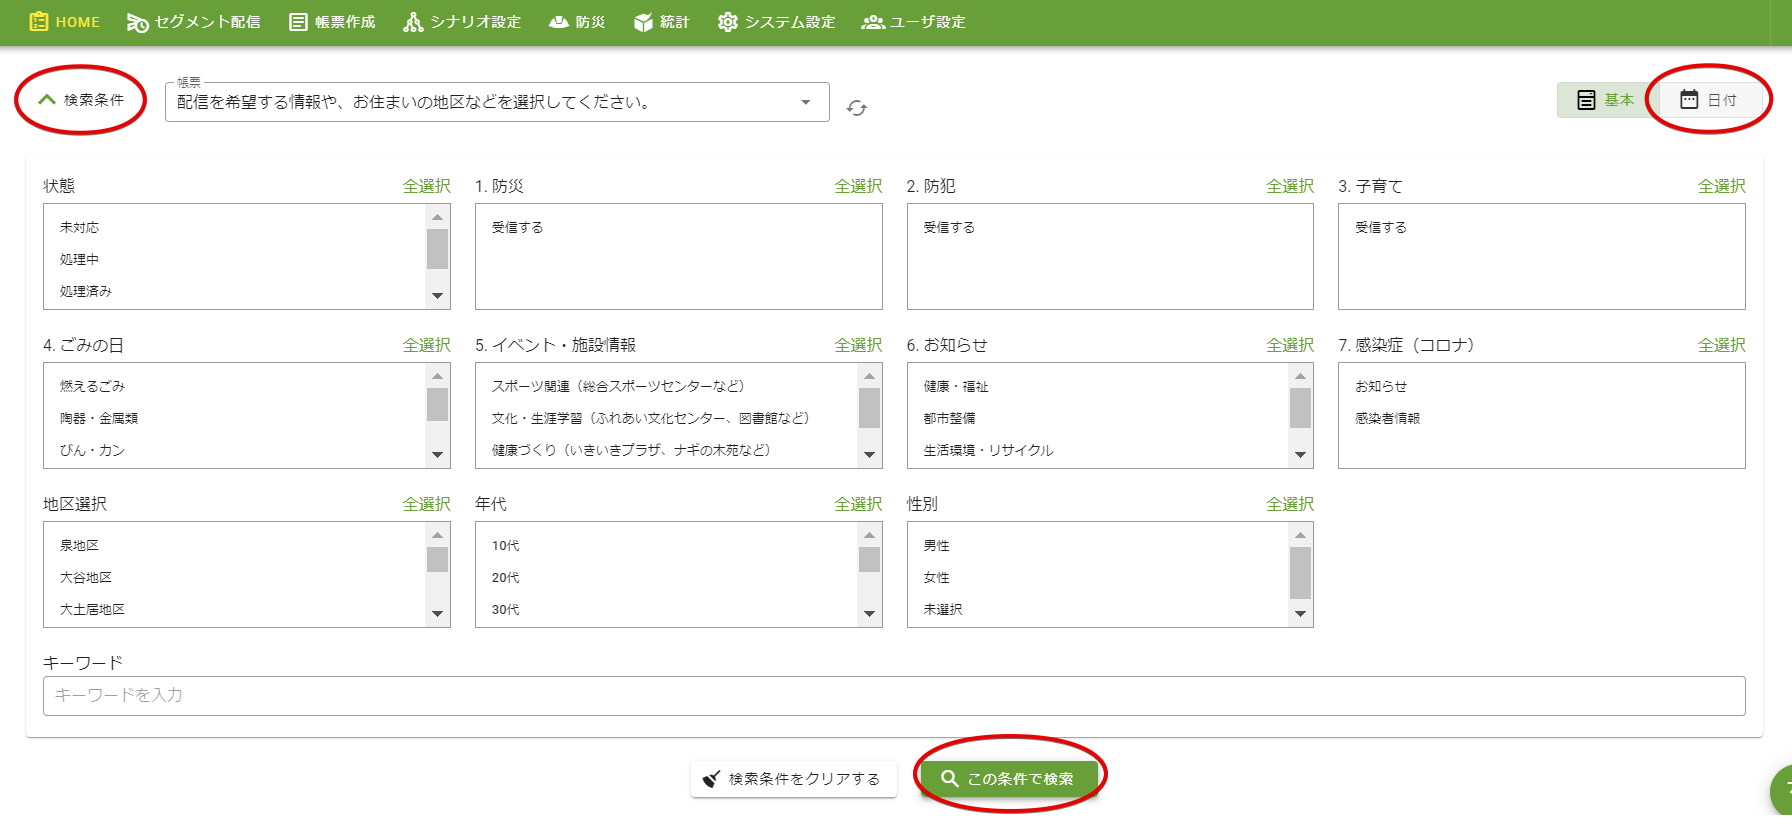 HOME セグメント配信 帳票作成 シナリオ設定 防災 統計 システム設定 ユーザ設定
検索条件
帳票
配信を希望する情報や、お住まいの地区などを選択してください。
基本 日付
状態 全選択
未対応
処理中
処理済み
1. 防災 全選択
受信する
2. 防犯 全選択
受信する
3. 子育て 全選択
受信する
4. ごみの日 全選択
燃えるごみ
陶器・金属類
びん・カン
5. イベント・施設情報 全選択
スポーツ関連（総合スポーツセンターなど）
文化・生涯学習（ふれあい文化センター、図書館など）
健康づくり（いきいきプラザ、ナギの木苑など）
6. お知らせ 全選択
健康・福祉
都市整備
生活環境・リサイクル
7. 感染症（コロナ） 全選択
お知らせ
感染者情報
地区選択 全選択
泉地区
大谷地区
大土居地区
年代 全選択
10代
20代
30代
性別 全選択
男性
女性
未選択
キーワード
キーワードを入力
検索条件をクリアする この条件で検索